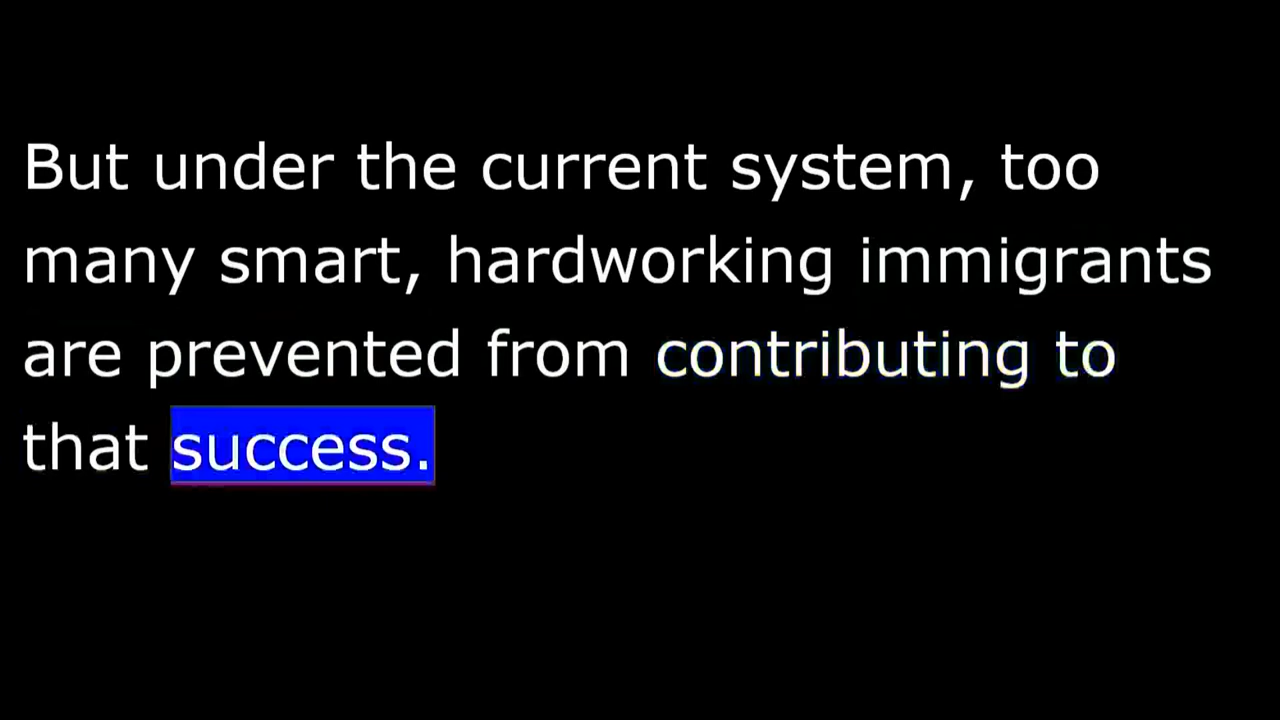 But under the current system, too
many smart, hardworking immigrants
are prevented from contributing to
that success.